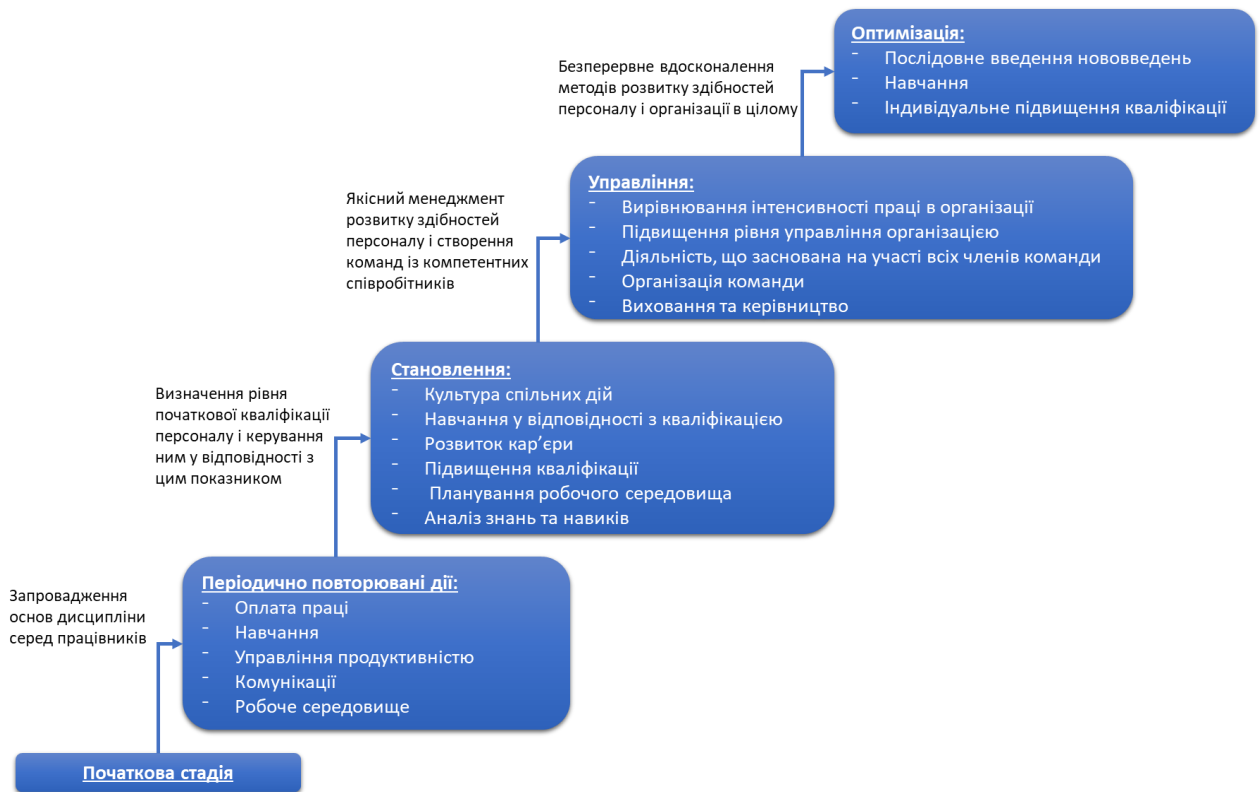 Оптимізація:
- Послідовне введення нововведень
- Навчання
- Індивідуальне підвищення кваліфікації
Безперервне вдосконалення
методів розвитку здібностей
персоналу і організації в цілому
Управління:
- Вирівнювання інтенсивності праці в організації
- Підвищення рівня управління організацією
- Діяльність, що заснована на участі всіх членів команди
- Організація команди
- Виховання та керівництво
Якісний менеджмент
розвитку здібностей
персоналу і створення
команд із компетентних
співробітників
Становлення:
- Культура спільних дій
- Навчання у відповідності з кваліфікацією
- Розвиток кар’єри
- Підвищення кваліфікації
- Планування робочого середовища
- Аналіз знань та навиків
Визначення рівня
початкової кваліфікації
персоналу і керування
ним у відповідності з
цим показником
Періодично повторювані дії:
- Оплата праці
- Навчання
- Управління продуктивністю
- Комунікації
- Робоче середовище
Запровадження
основ дисципліни
серед працівників
Початкова стадія